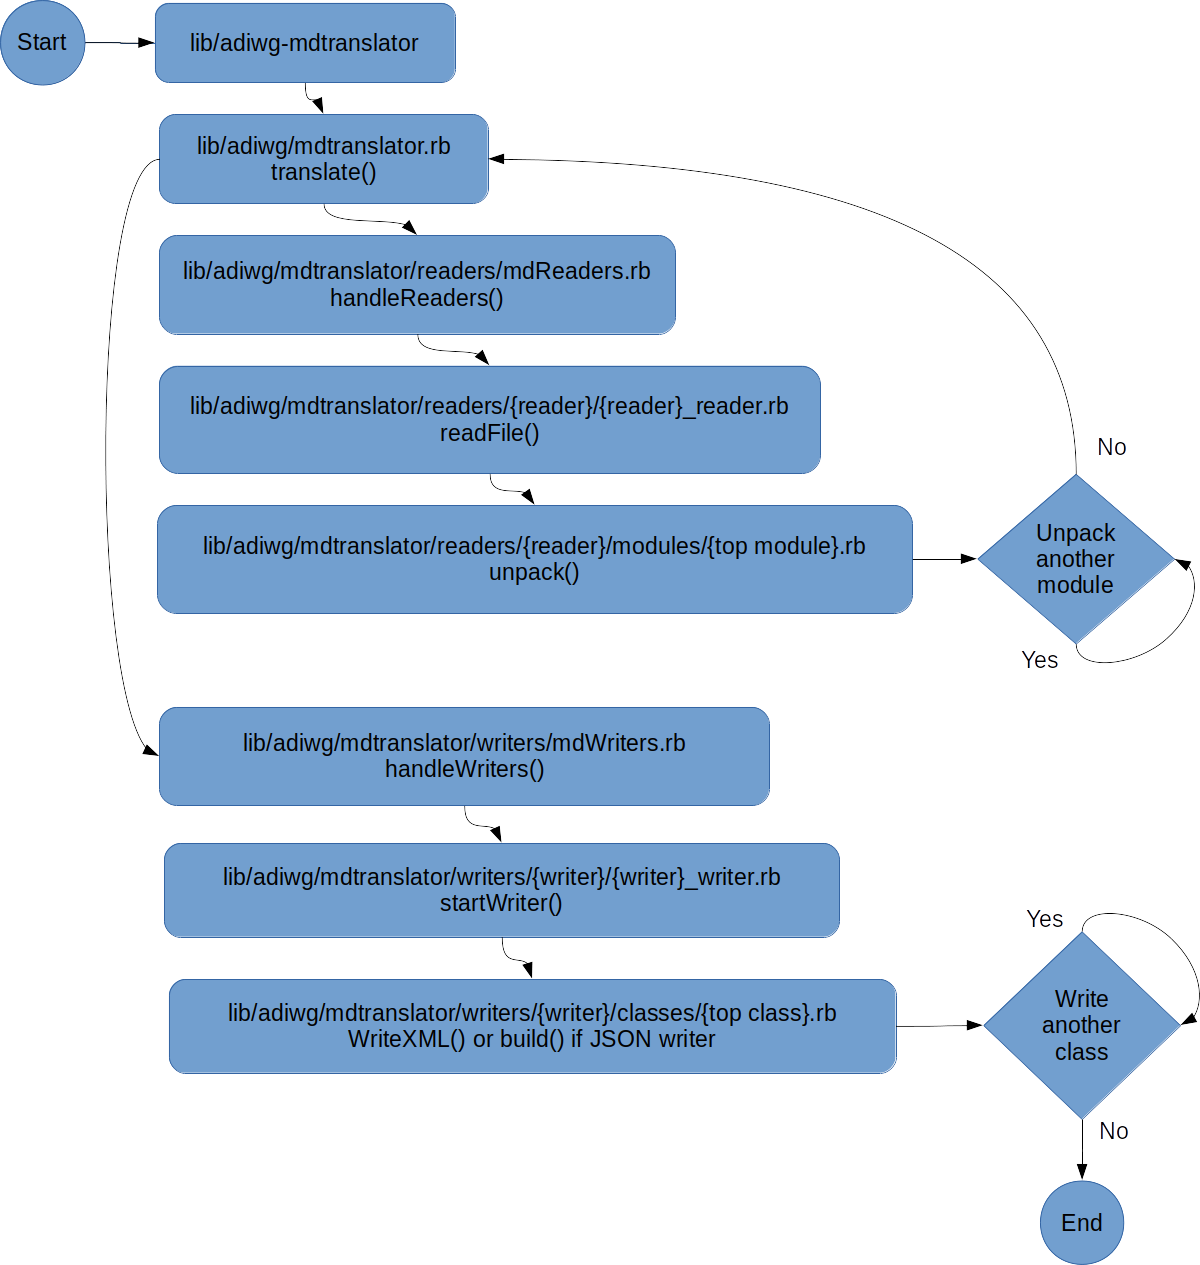 Start
lib/adiwg-mdtranslator
lib/adiwg/mdtranslator.rb
translate()
lib/adiwg/mdtranslator/readers/mdReaders.rb
handleReaders()
lib/adiwg/mdtranslator/readers/{reader}/{reader}_reader.rb
readFile()
No
lib/adiwg/mdtranslator/readers/{reader}/modules/{top module}.rb
unpack()
Unpack
another
module
Yes
lib/adiwg/mdtranslator/writers/mdWriters.rb
handleWriters()
lib/adiwg/mdtranslator/writers/{writer}/{writer}_writer.rb
startWriter()
Yes
lib/adiwg/mdtranslator/writers/{writer}/classes/{top class}.rb
WriteXML() or build() if JSON writer
Write
another
class
No
End